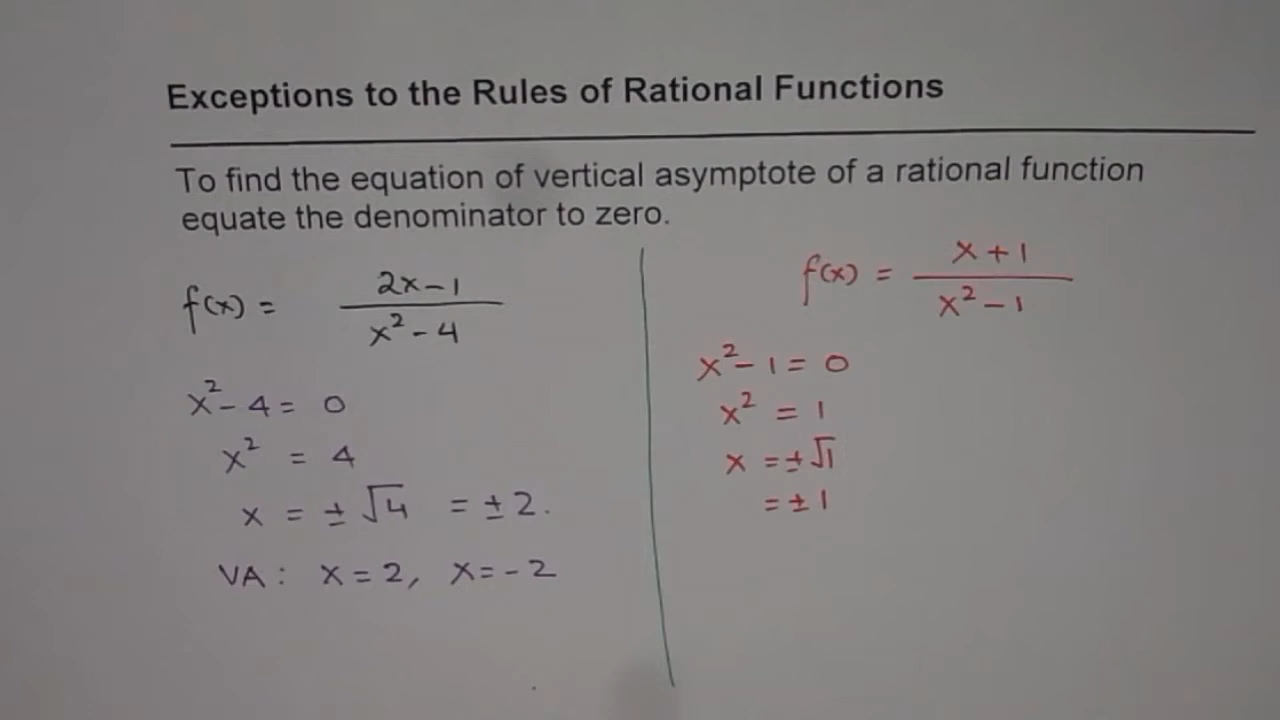 Exceptions to the Rules of Rational Functions
To find the equation of vertical asymptote of a rational function
equate the denominator to zero.
f(x) = (2x-1)/(x²-4)
x²-4 = 0
x² = 4
x = ±√4 = ±2.
VA: x=2, x=-2
f(x) = (x+1)/(x²-1)
x²-1 = 0
x² = 1
x = ±√1
= ±1